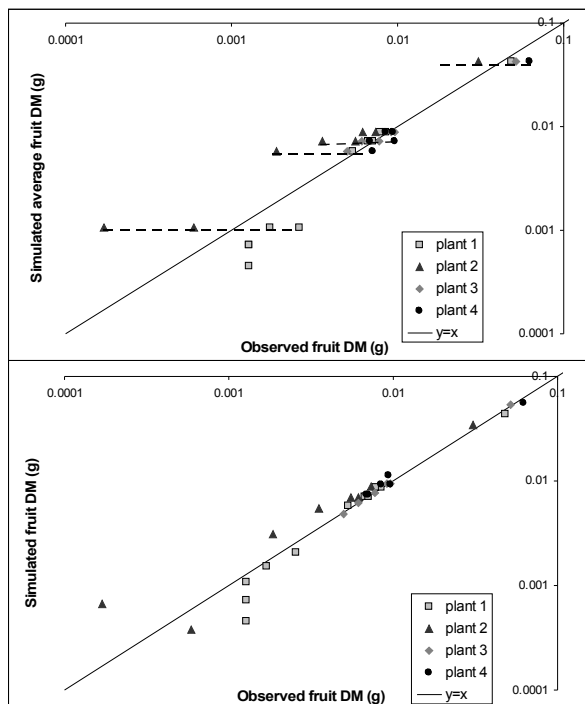 0.0001
0.001
0.01
0.1
0.1
0.01
0.001
0.0001
Simulated average fruit DM (g)
Observed fruit DM (g)
plant 1
plant 2
plant 3
plant 4
y=x
0.0001
0.001
0.01
0.1
0.1
0.01
0.001
0.0001
Simulated fruit DM (g)
Observed fruit DM (g)
plant 1
plant 2
plant 3
plant 4
y=x